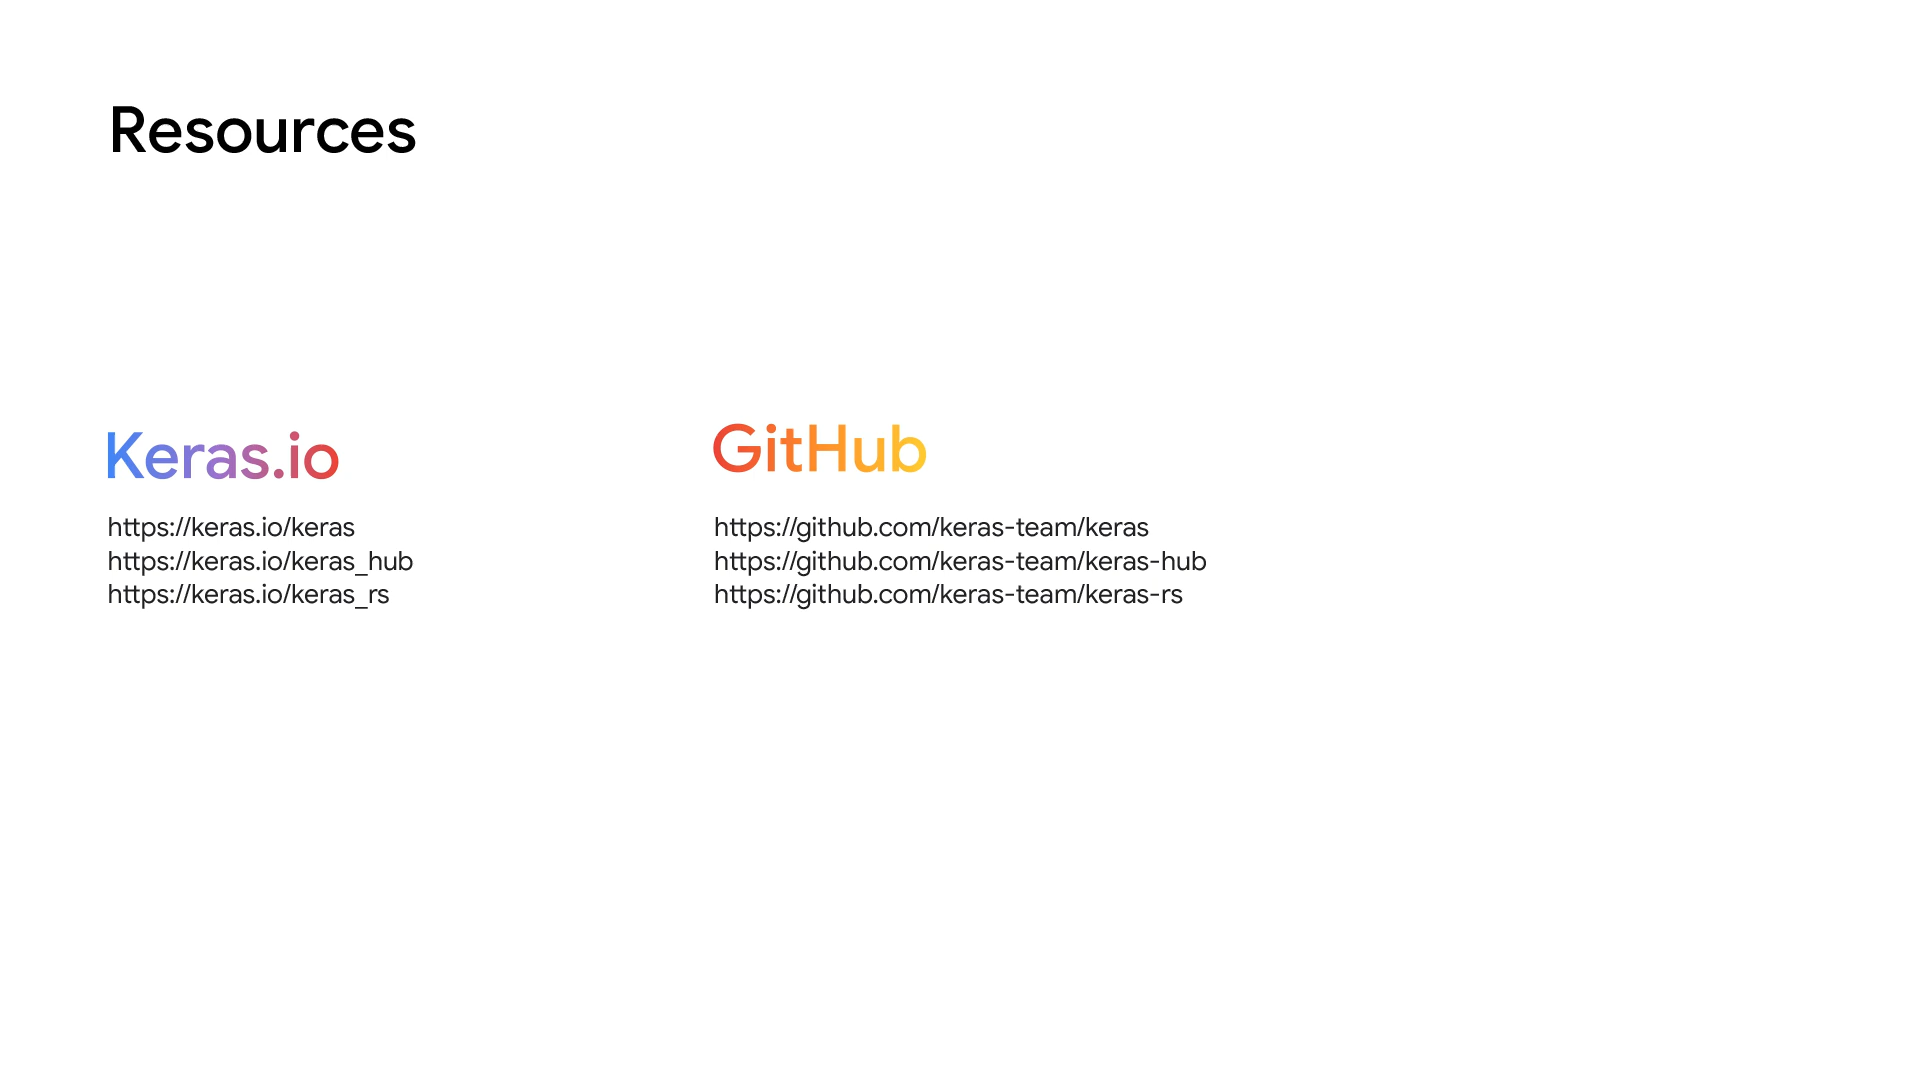 Resources
Keras.io
https://keras.io/keras
https://keras.io/keras_hub
https://keras.io/keras_rs
GitHub
https://github.com/keras-team/keras
https://github.com/keras-team/keras-hub
https://github.com/keras-team/keras-rs